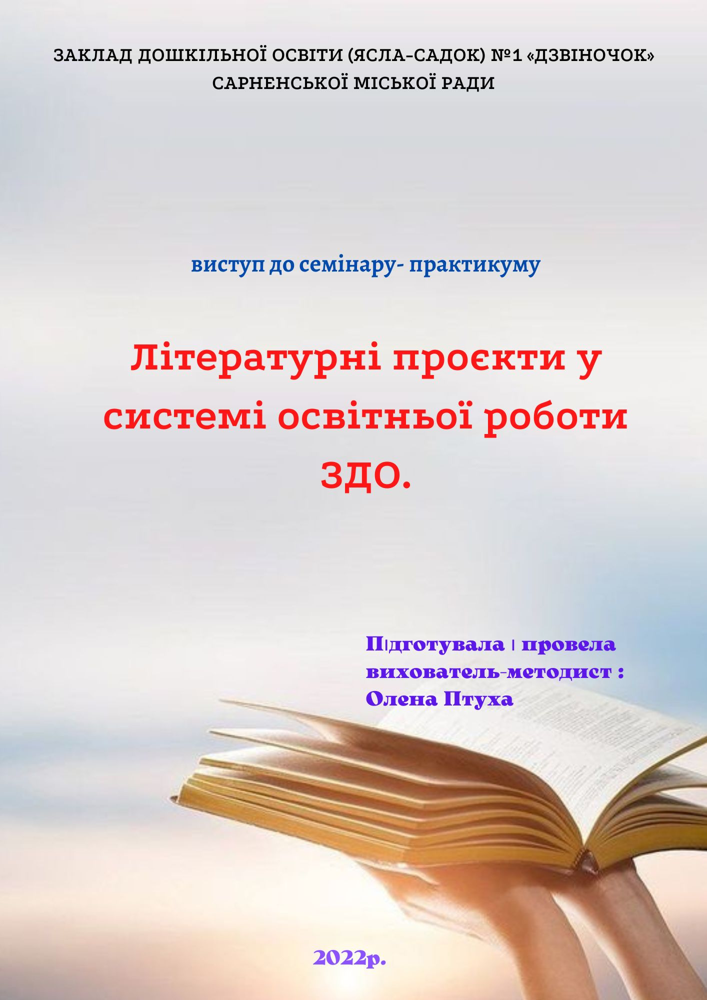 ЗАКЛАД ДОШКІЛЬНОЇ ОСВІТИ (ЯСЛА-САДОК) №1 «ДЗВІНОЧОК»
САРНЕНСЬКОЇ МІСЬКОЇ РАДИ
виступ до семінару- практикуму
Літературні проєкти у
системі освітньої роботи
ЗДО.
Підготувала і провела
вихователь-методист :
Олена Птуха
2022р.